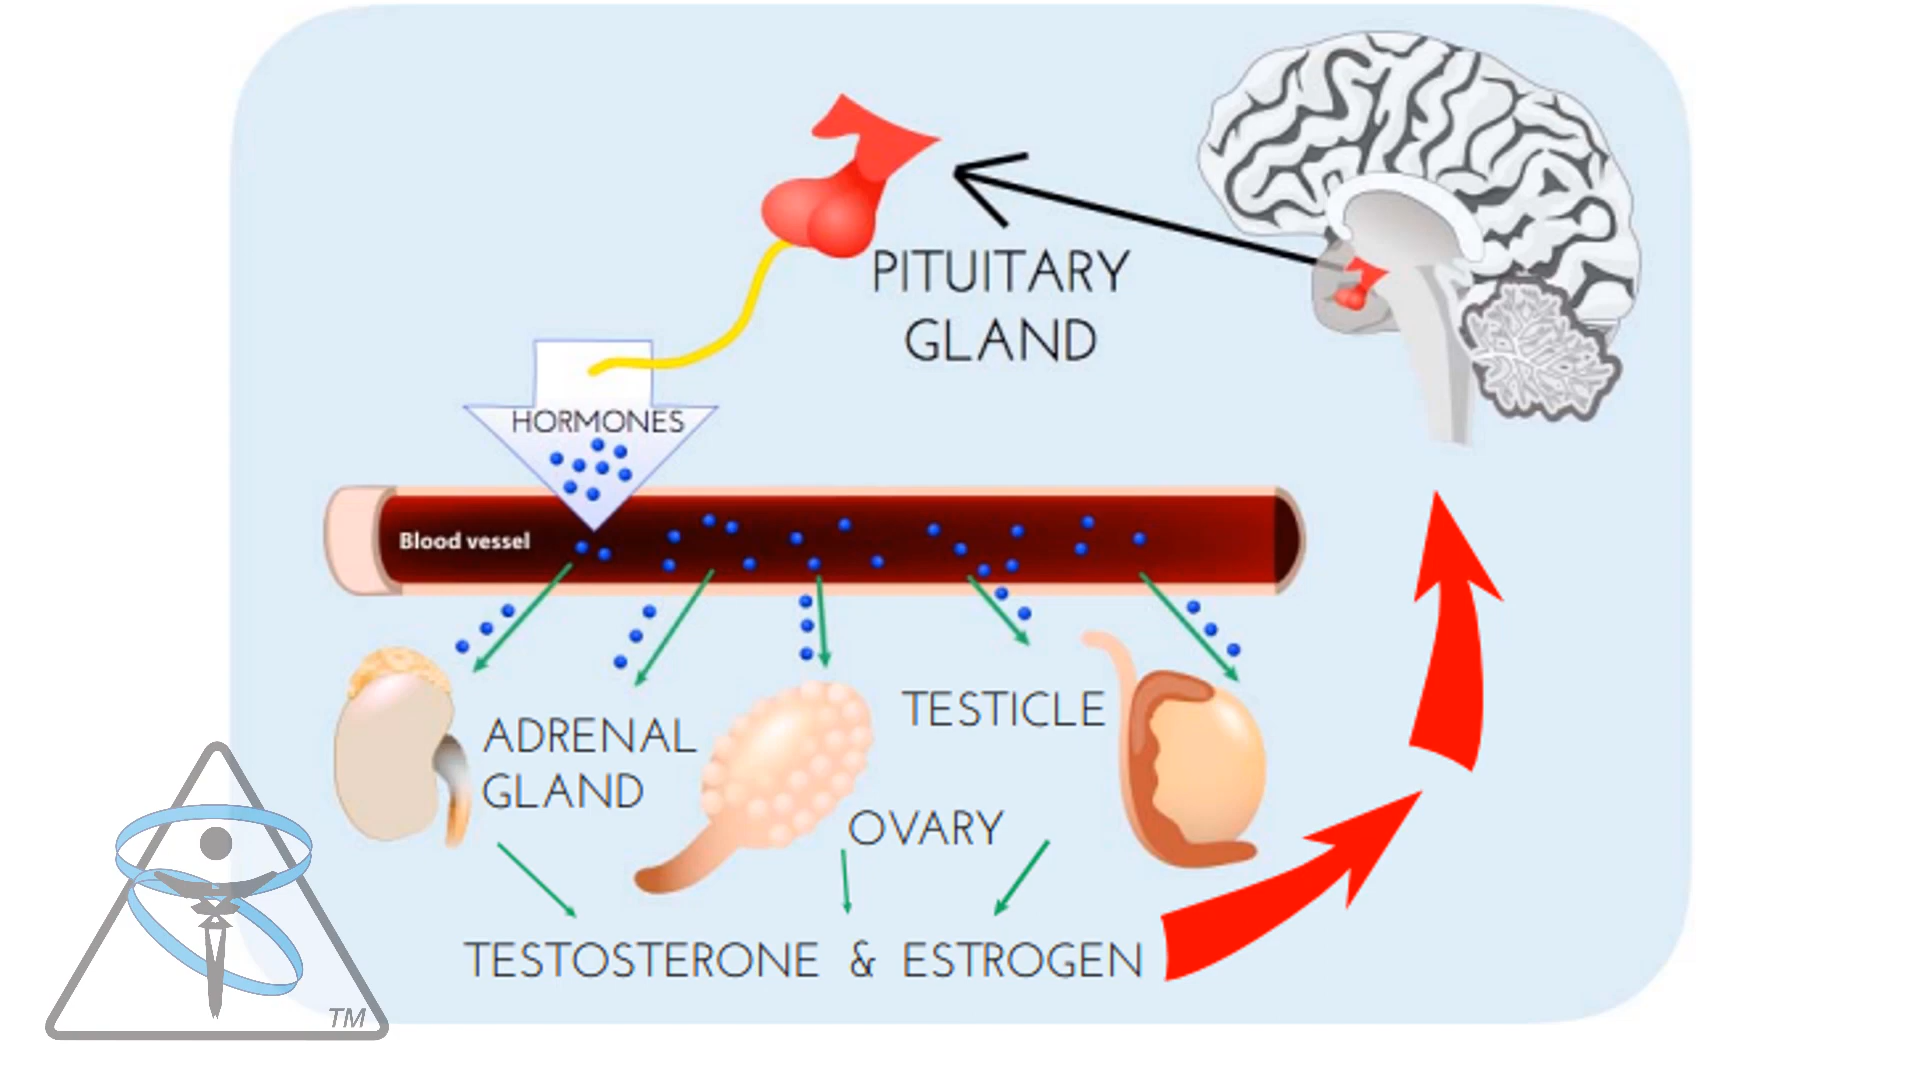 PITUITARY
GLAND
HORMONES
Blood vessel
TESTICLE
ADRENAL
GLAND
OVARY
TESTOSTERONE & ESTROGEN
TM